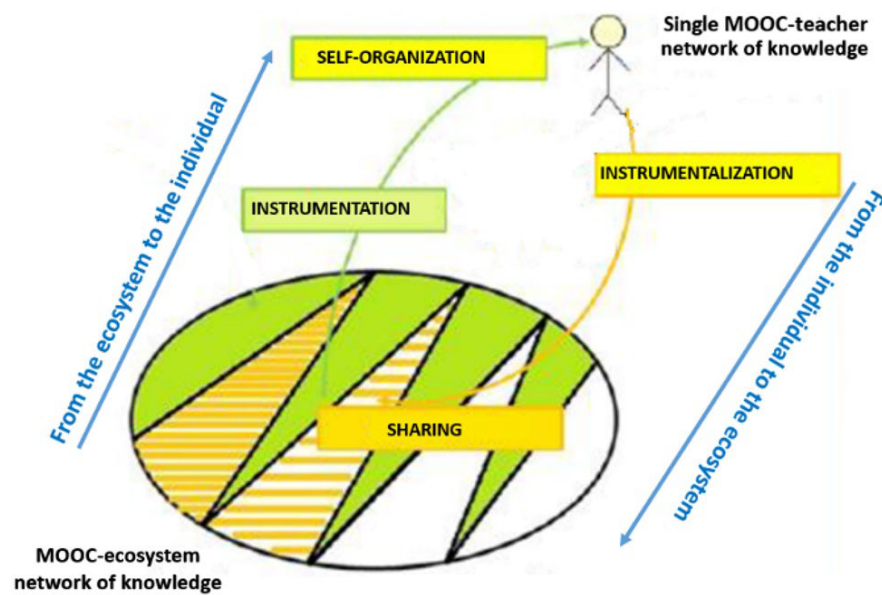 Single MOOC-teacher
network of knowledge
SELF-ORGANIZATION
INSTRUMENTALIZATION
INSTRUMENTATION
From the ecosystem to the individual
From the individual to the ecosystem
SHARING
MOOC-ecosystem
network of knowledge